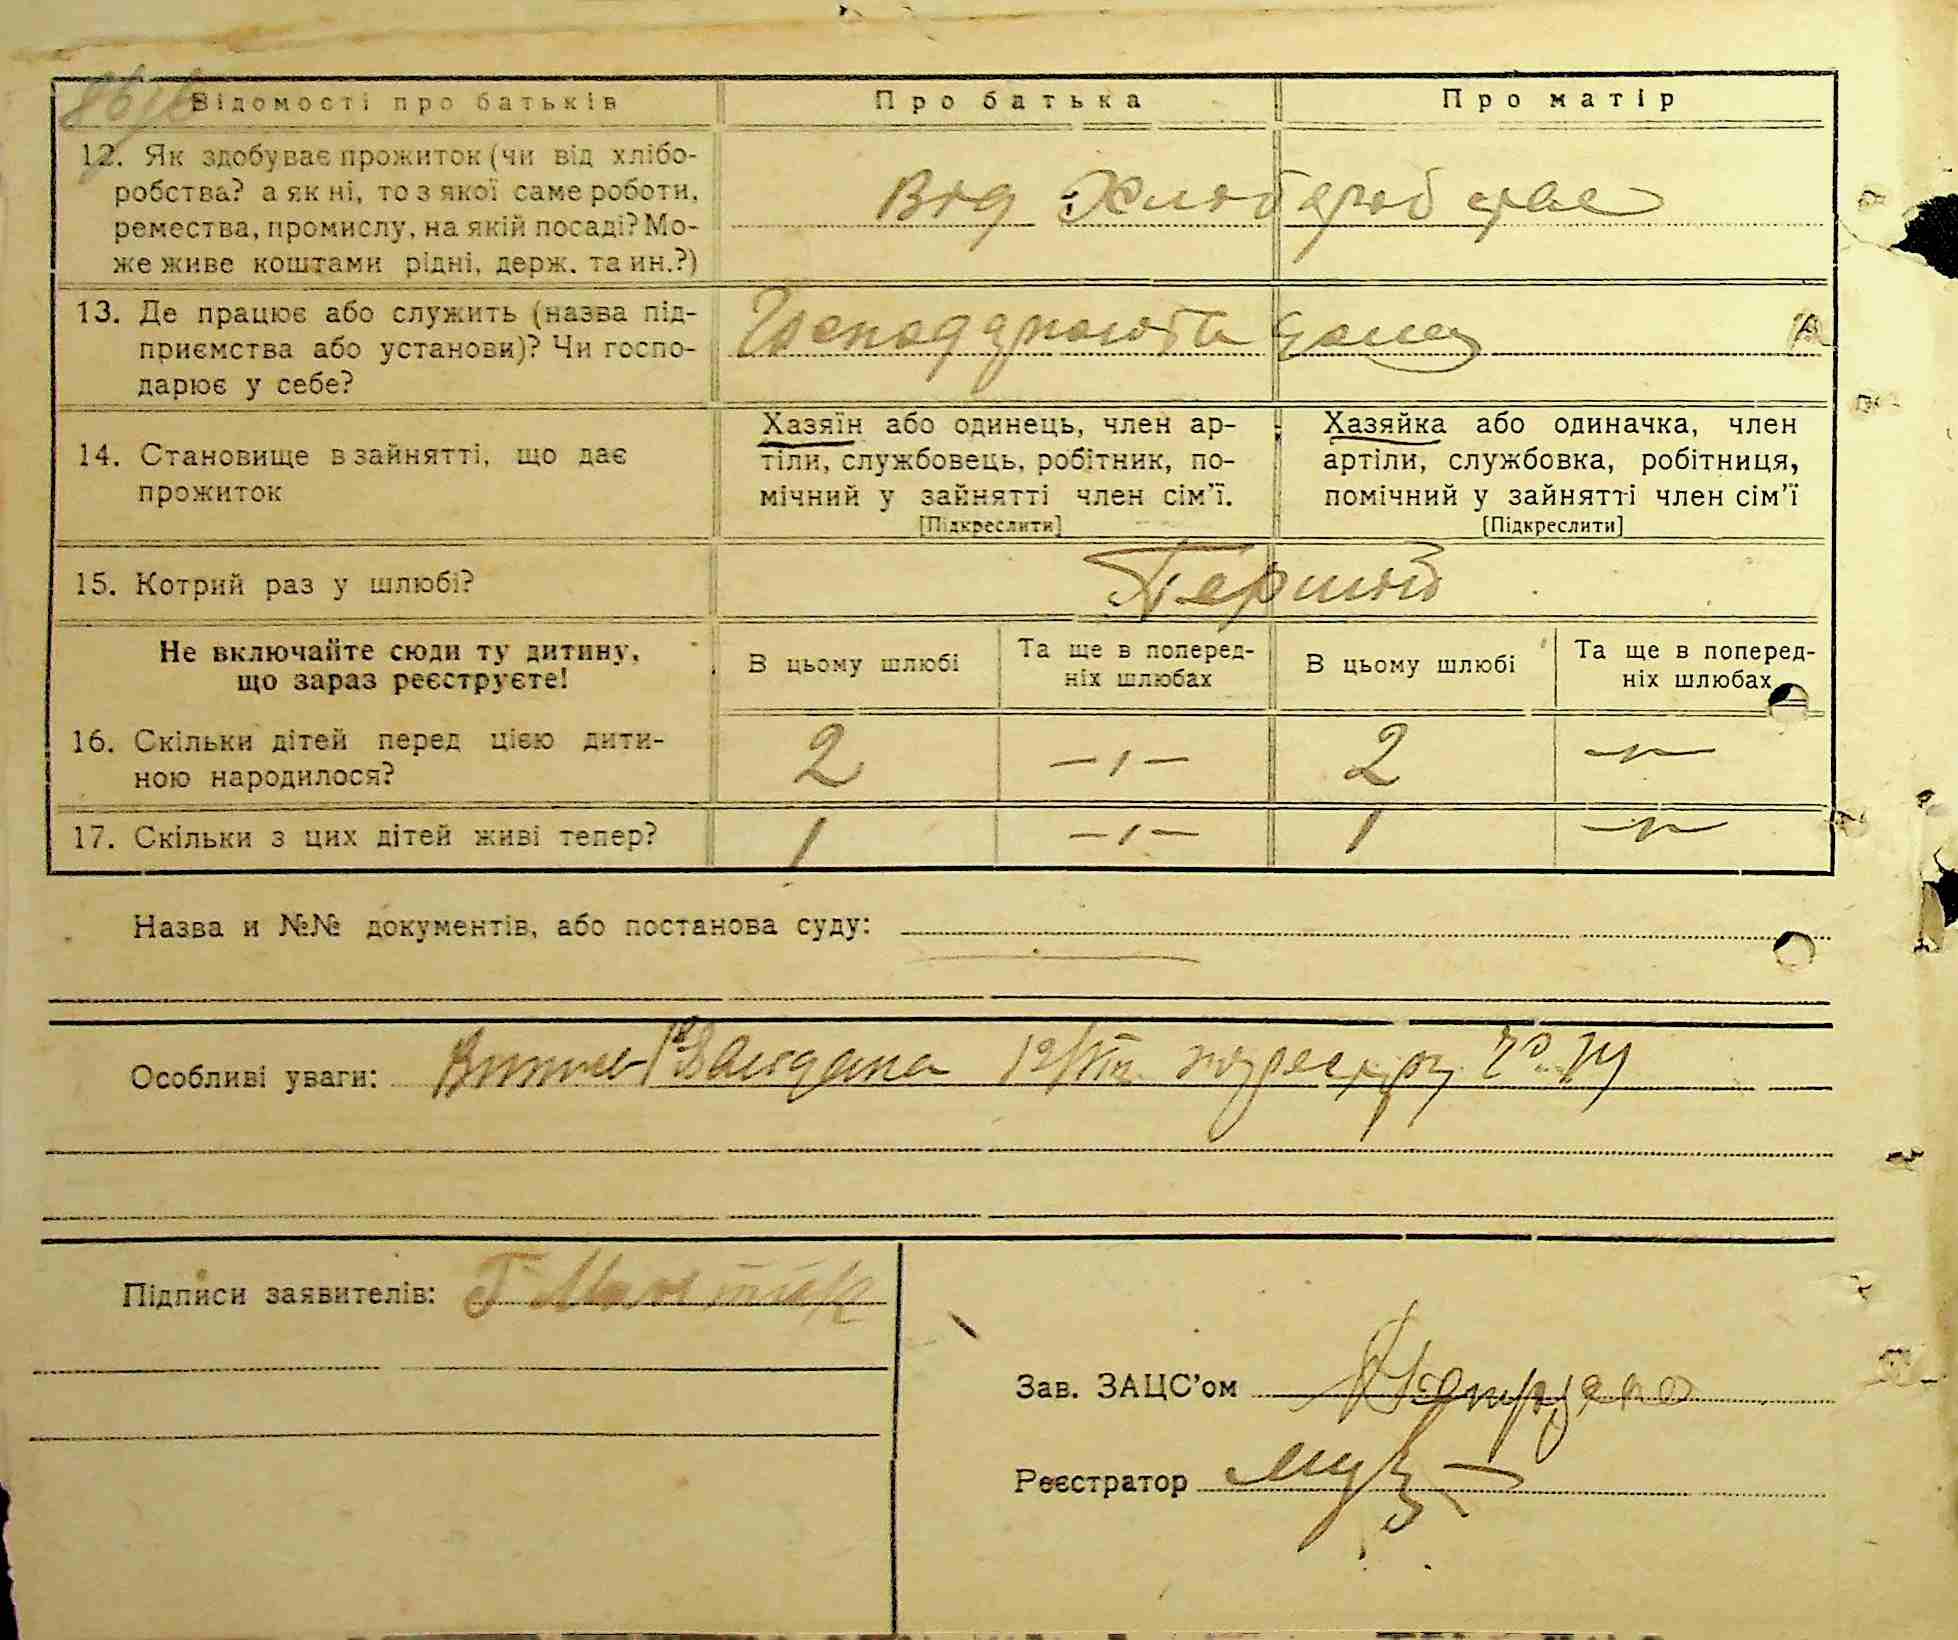 Відомості про батьків
Про батька
Про матір
12. Як здобуває прожиток (чи від хлібо-
робства? а як ні, то з якої саме роботи,
ремества, промислу, на якій посаді? Мо-
же живе коштами рідні, держ. та ин.?)
Від Хліборобства
13. Де працює або служить (назва під-
приємства або установи)? Чи госпо-
дарює у себе?
Господарюють сами
14. Становище в зайнятті, що дає
прожиток
Хазяїн або одинець, член ар-
тіли, службовець, робітник, по-
мічний у зайнятті член сім'ї.
[Підкреслити]
Хазяйка або одиначка, член
артіли, службовка, робітниця,
помічний у зайнятті член сім'ї
[Підкреслити]
15. Котрий раз у шлюбі?
Перший
Не включайте сюди ту дитину,
що зараз реєструєте!
В цьому шлюбі
Та ще в поперед-
ніх шлюбах
В цьому шлюбі
Та ще в поперед-
ніх шлюбах
16. Скільки дітей перед цією дити-
ною народилося?
2 — ı — 2
17. Скільки з цих дітей живі тепер?
1 — ı — 1
Назва и №№ документів, або постанова суду:
Особливі уваги:
Підписи заявителів:
Зав. ЗАЦС'ом
Реєстратор